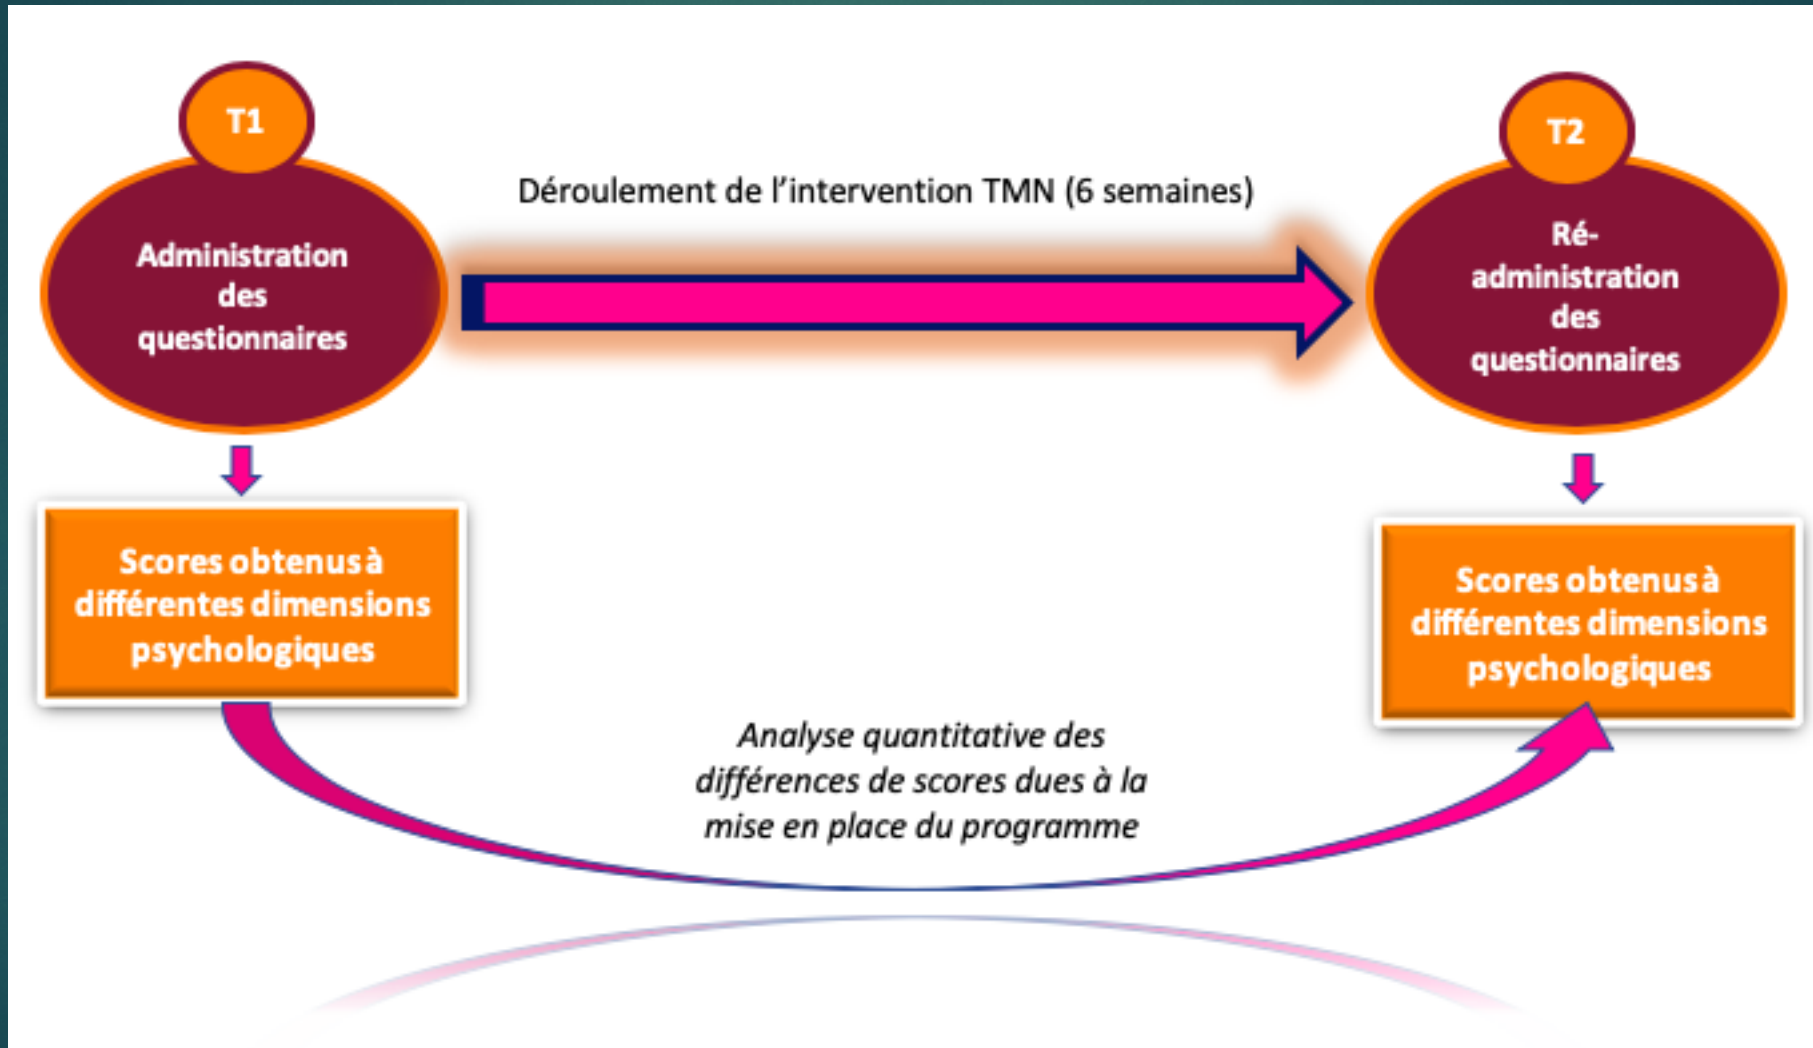 T1
Administration
des
questionnaires
Déroulement de l'intervention TMN (6 semaines)
T2
Ré-
administration
des
questionnaires
Scores obtenus à
différentes dimensions
psychologiques
Scores obtenus à
différentes dimensions
psychologiques
Analyse quantitative des
différences de scores dues à la
mise en place du programme